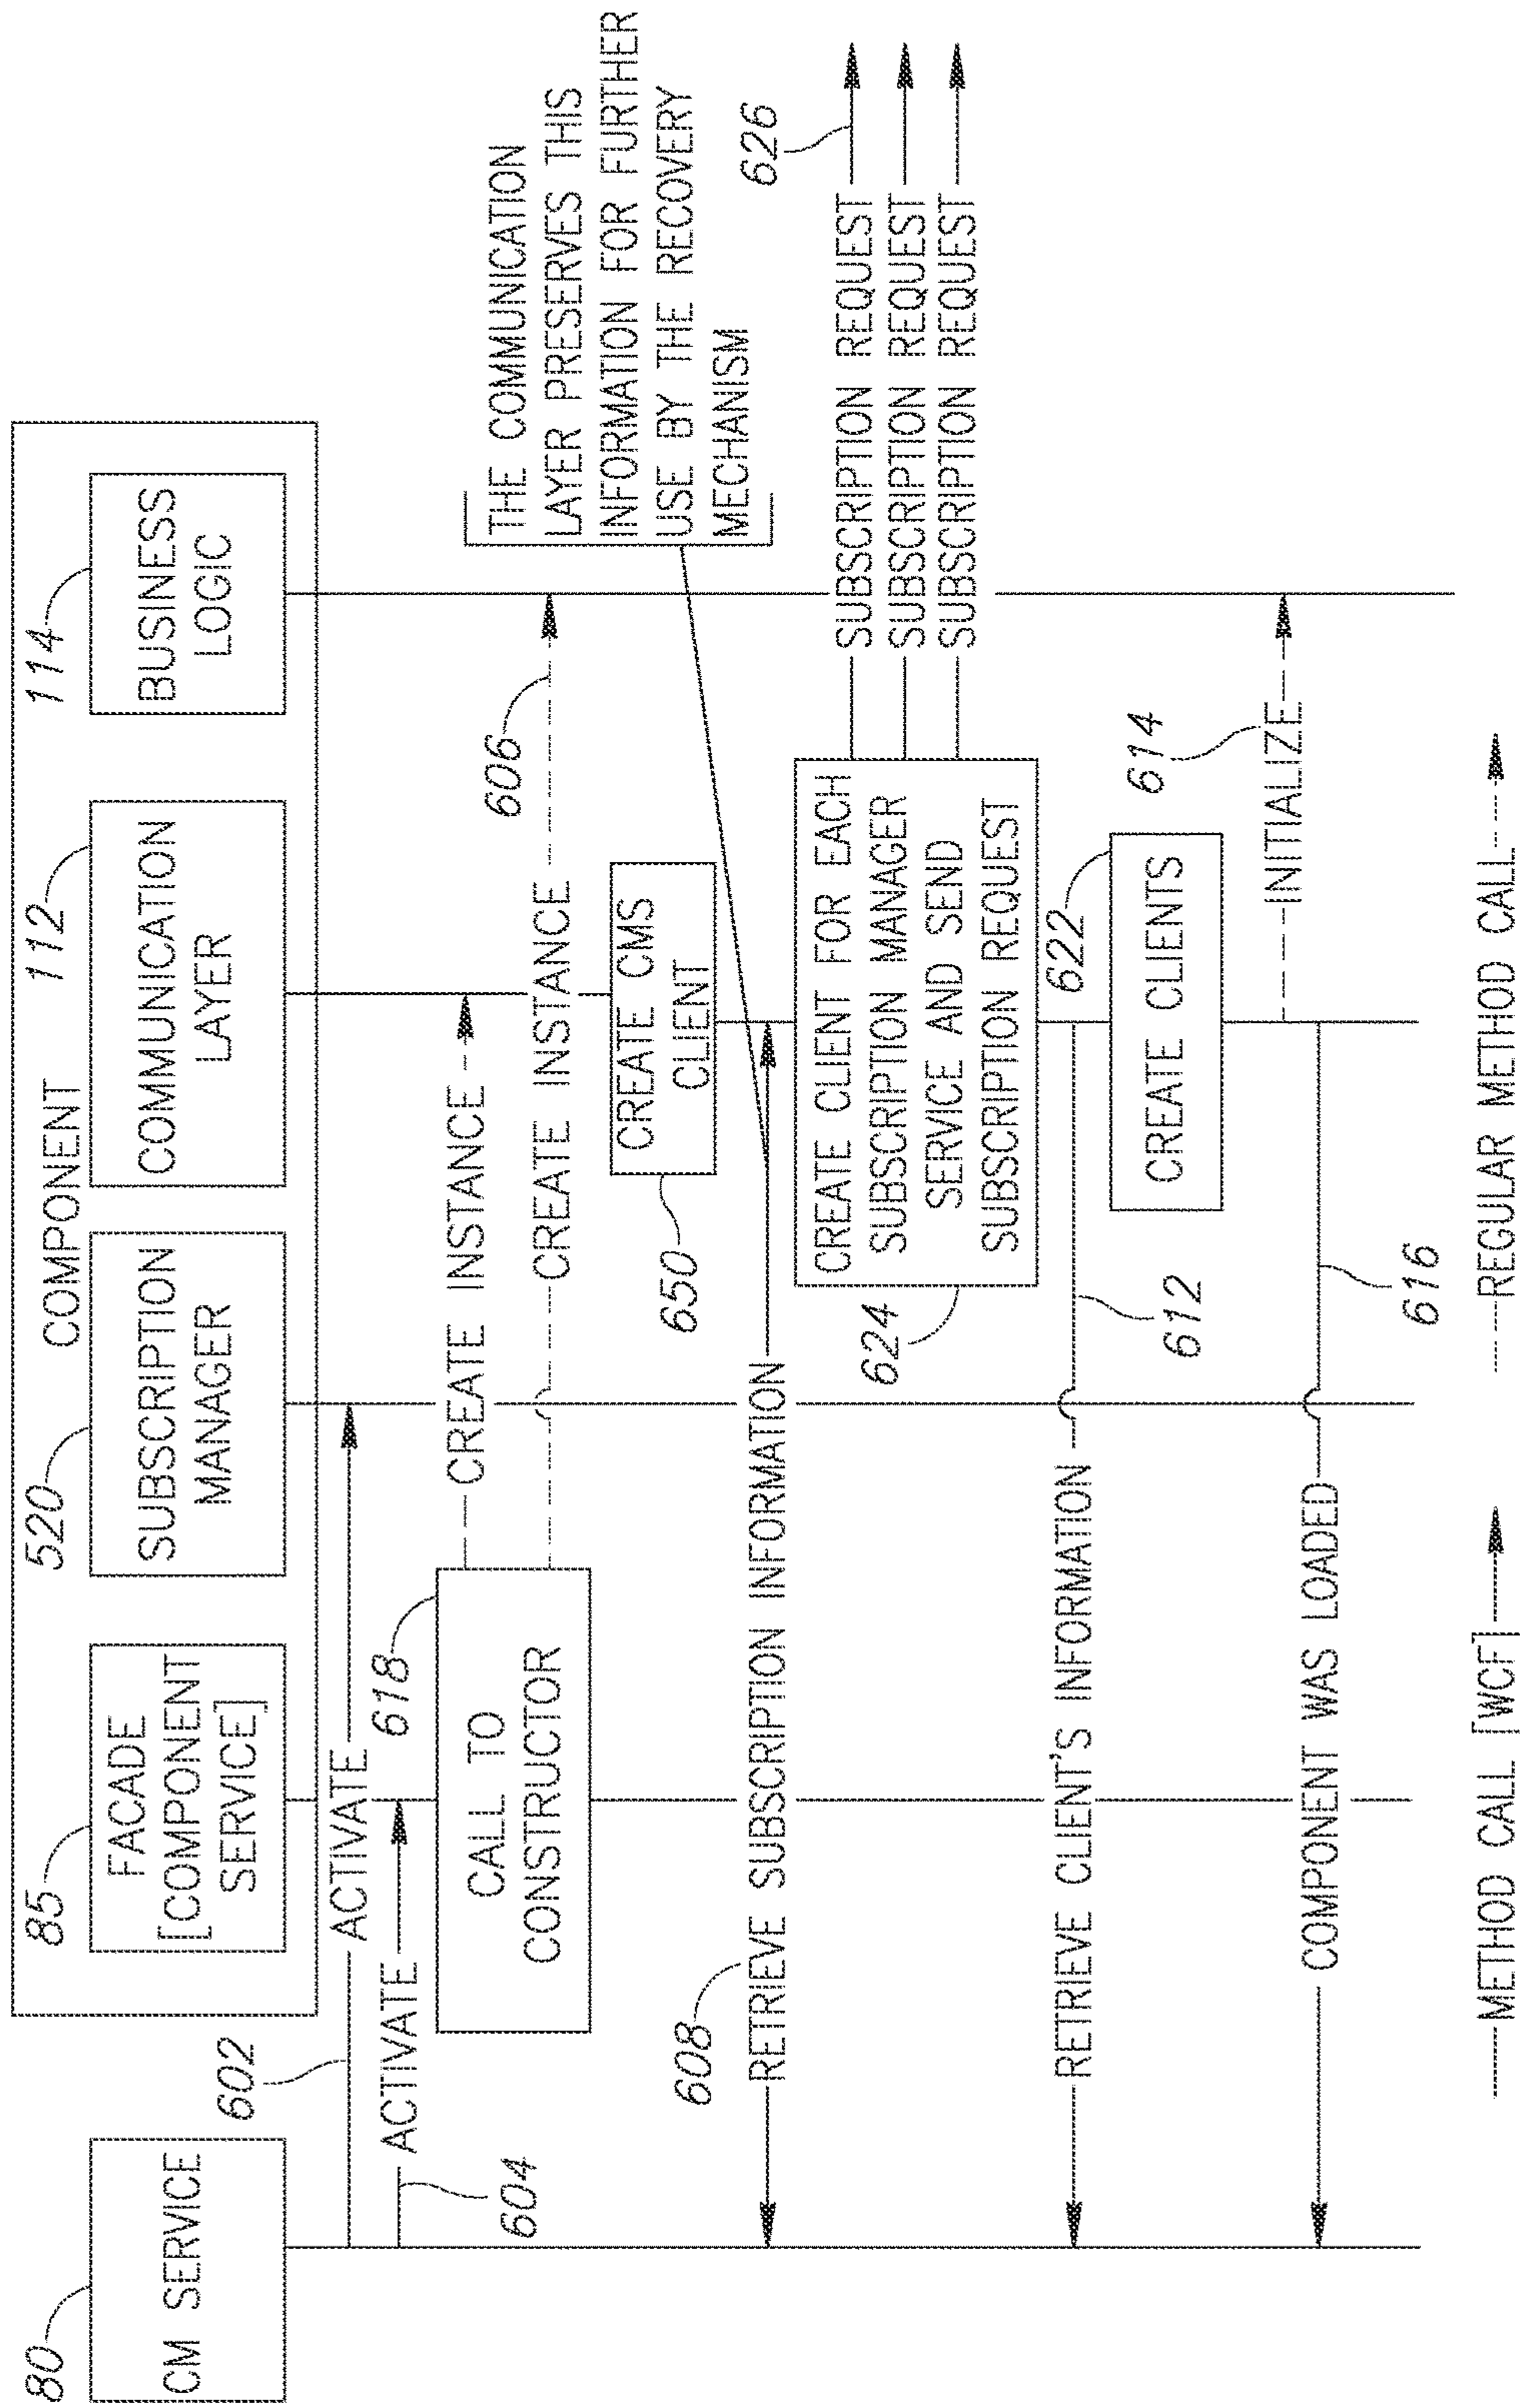 COMPONENT
80
CM SERVICE
85
FACADE
[COMPONENT
SERVICE]
520
SUBSCRIPTION
MANAGER
112
COMMUNICATION
LAYER
114
BUSINESS
LOGIC
602
ACTIVATE
604
ACTIVATE
618
CALL TO
CONSTRUCTOR
CREATE INSTANCE
606
CREATE INSTANCE
THE COMMUNICATION
LAYER PRESERVES THIS
INFORMATION FOR FURTHER
USE BY THE RECOVERY
MECHANISM
650
CREATE CMS
CLIENT
608
RETRIEVE SUBSCRIPTION INFORMATION
626
624
CREATE CLIENT FOR EACH
SUBSCRIPTION MANAGER
SERVICE AND SEND
SUBSCRIPTION REQUEST
SUBSCRIPTION REQUEST
SUBSCRIPTION REQUEST
SUBSCRIPTION REQUEST
RETRIEVE CLIENT'S INFORMATION
612
622
CREATE CLIENTS
614
INITIALIZE
COMPONENT WAS LOADED
616
METHOD CALL [WCF]
REGULAR METHOD CALL